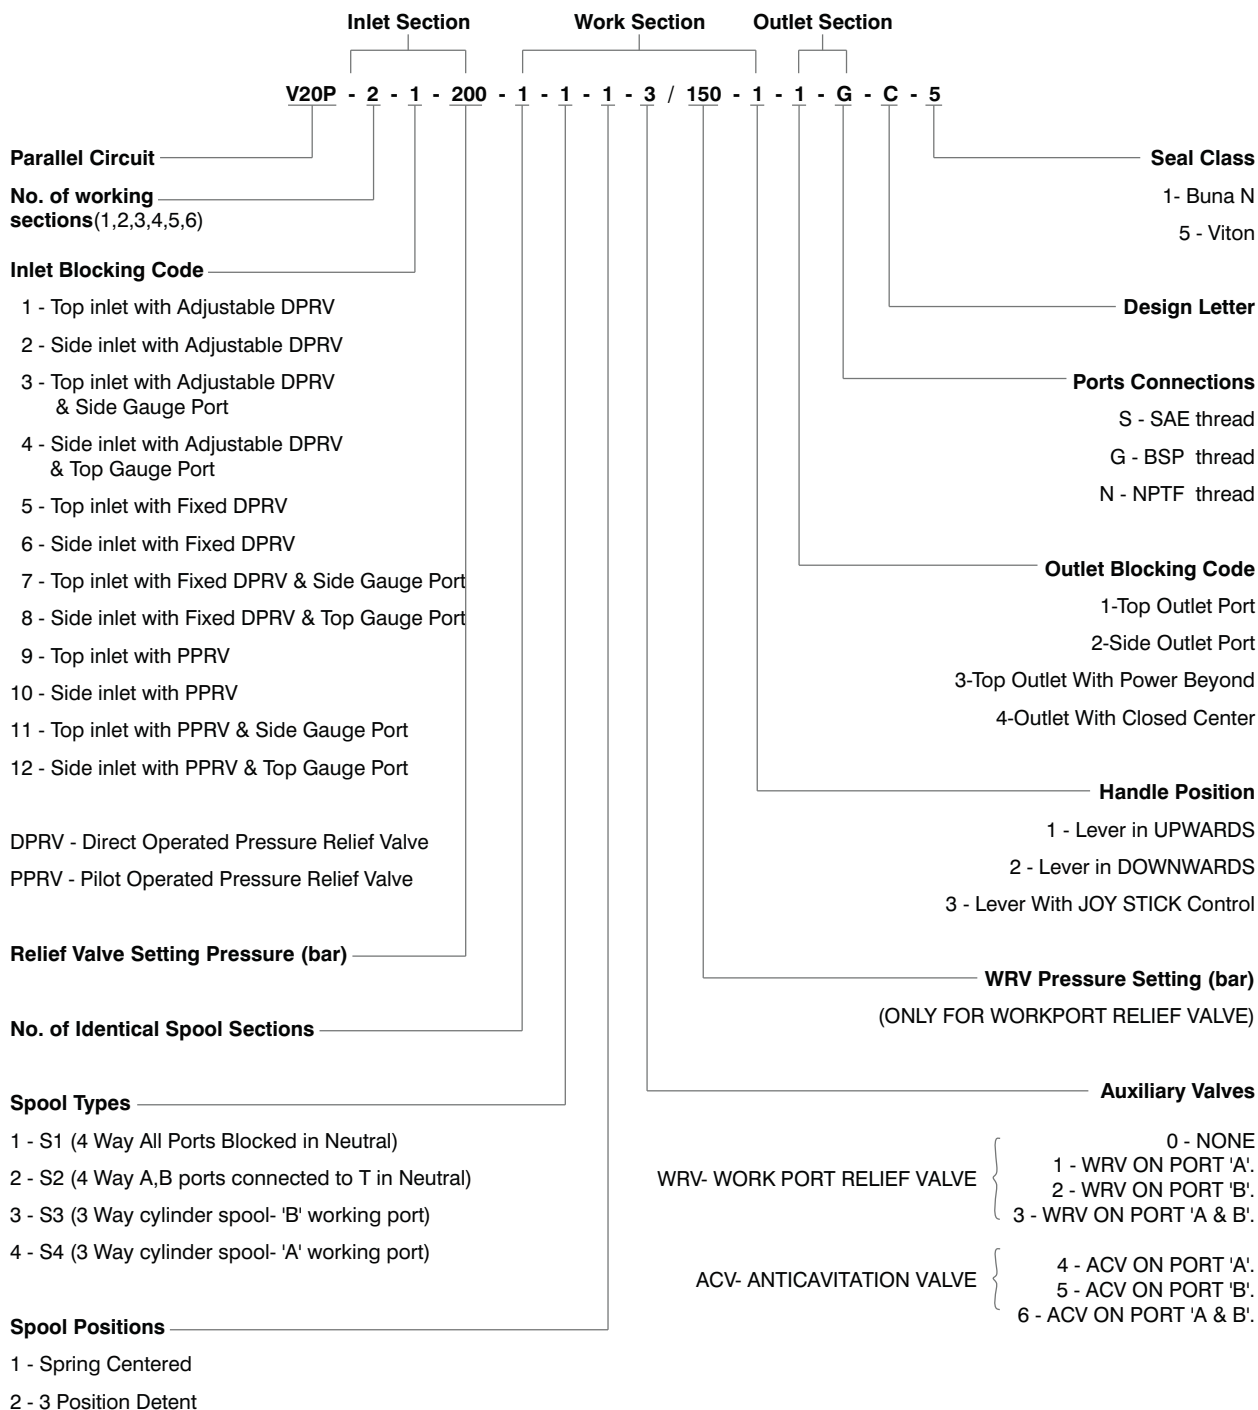 Inlet Section Work Section Outlet Section
V20P - 2 - 1 - 200 - 1 - 1 - 1 - 3 / 150 - 1 - 1 - G - C - 5
Parallel Circuit
No. of working
sections(1,2,3,4,5,6)
Inlet Blocking Code
1 - Top inlet with Adjustable DPRV
2 - Side inlet with Adjustable DPRV
3 - Top inlet with Adjustable DPRV
& Side Gauge Port
4 - Side inlet with Adjustable DPRV
& Top Gauge Port
5 - Top inlet with Fixed DPRV
6 - Side inlet with Fixed DPRV
7 - Top inlet with Fixed DPRV & Side Gauge Port
8 - Side inlet with Fixed DPRV & Top Gauge Port
9 - Top inlet with PPRV
10 - Side inlet with PPRV
11 - Top inlet with PPRV & Side Gauge Port
12 - Side inlet with PPRV & Top Gauge Port
DPRV - Direct Operated Pressure Relief Valve
PPRV - Pilot Operated Pressure Relief Valve
Relief Valve Setting Pressure (bar)
No. of Identical Spool Sections
Spool Types
1 - S1 (4 Way All Ports Blocked in Neutral)
2 - S2 (4 Way A,B ports connected to T in Neutral)
3 - S3 (3 Way cylinder spool- 'B' working port)
4 - S4 (3 Way cylinder spool- 'A' working port)
Spool Positions
1 - Spring Centered
2 - 3 Position Detent
Seal Class
1- Buna N
5 - Viton
Design Letter
Ports Connections
S - SAE thread
G - BSP thread
N - NPTF thread
Outlet Blocking Code
1-Top Outlet Port
2-Side Outlet Port
3-Top Outlet With Power Beyond
4-Outlet With Closed Center
Handle Position
1 - Lever in UPWARDS
2 - Lever in DOWNWARDS
3 - Lever With JOY STICK Control
WRV Pressure Setting (bar)
(ONLY FOR WORKPORT RELIEF VALVE)
Auxiliary Valves
0 - NONE
1 - WRV ON PORT 'A'.
WRV- WORK PORT RELIEF VALVE
2 - WRV ON PORT 'B'.
3 - WRV ON PORT 'A & B'.
4 - ACV ON PORT 'A'.
ACV- ANTICAVITATION VALVE
5 - ACV ON PORT 'B'.
6 - ACV ON PORT 'A & B'.